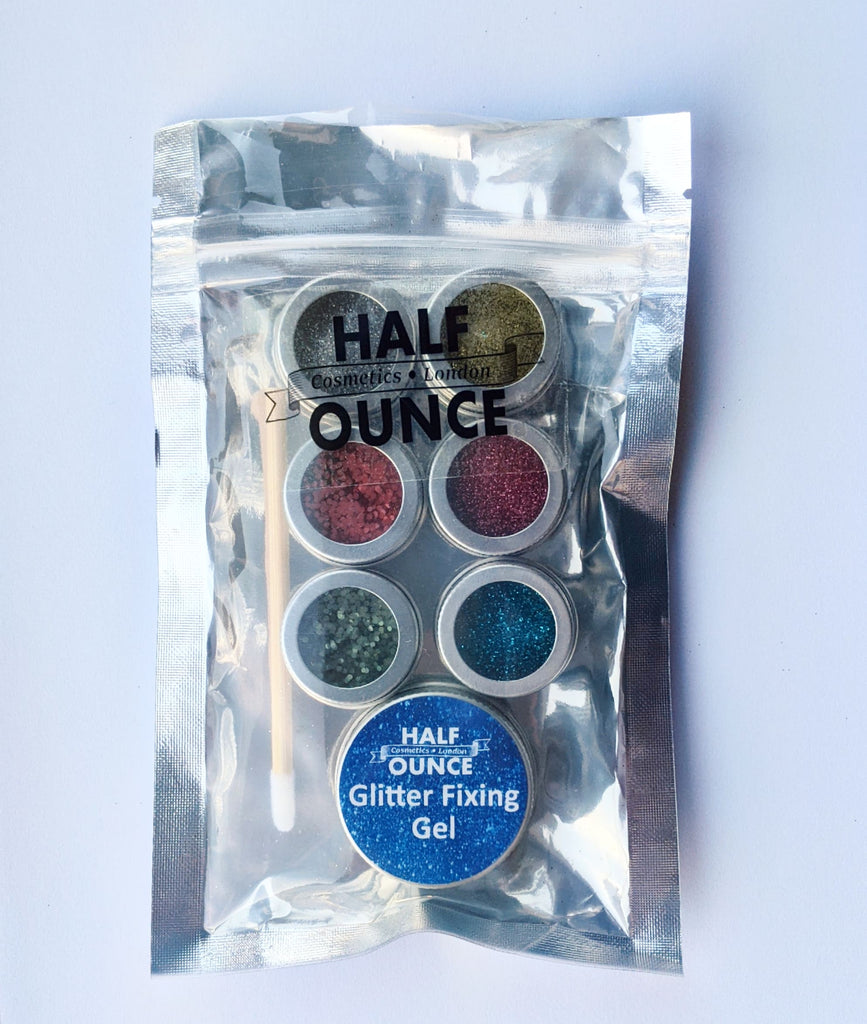 HALF
Cosmetics • London
OUNCE
HALF
Cosmetics • London
OUNCE
Glitter Fixing
Gel